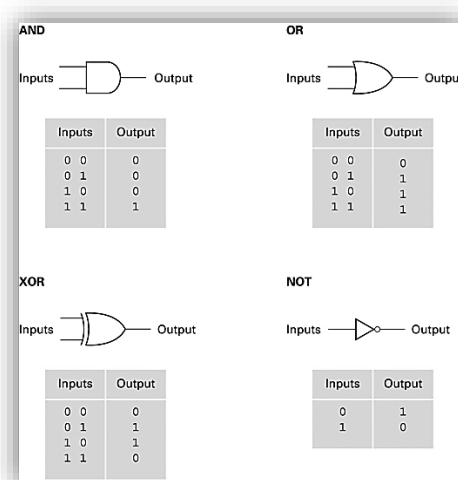 AND
Inputs Output
Inputs Output
0 0 0
0 1 0
1 0 0
1 1 1
OR
Inputs Outpu
Inputs Output
0 0 0
0 1 1
1 0 1
1 1 1
XOR
Inputs Output
Inputs Output
0 0 0
0 1 1
1 0 1
1 1 0
NOT
Inputs Output
Inputs Output
0 1
1 0